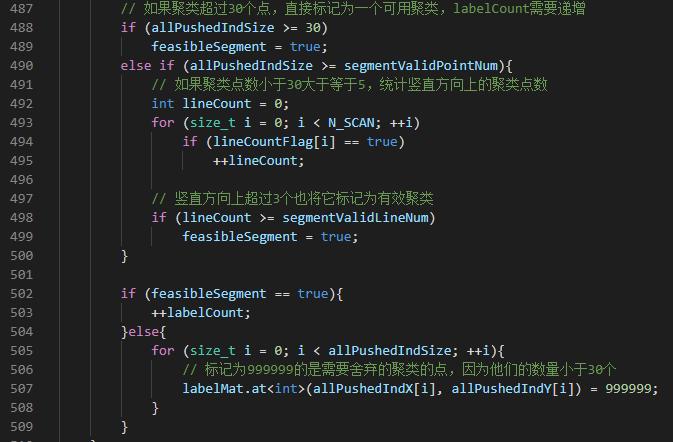 487 // 如果聚类超过30个点，直接标记为一个可用聚类，labelCount需要递增
488 if (allPushedIndSize >= 30)
489 feasibleSegment = true;
490 else if (allPushedIndSize >= segmentValidPointNum){
491 // 如果聚类点数小于30大于等于5，统计竖直方向上的聚类点数
492 int lineCount = 0;
493 for (size_t i = 0; i < N_SCAN; ++i)
494 if (lineCountFlag[i] == true)
495 ++lineCount;
496
497 // 竖直方向上超过3个也将它标记为有效聚类
498 if (lineCount >= segmentValidLineNum)
499 feasibleSegment = true;
500 }
501
502 if (feasibleSegment == true){
503 ++labelCount;
504 }else{
505 for (size_t i = 0; i < allPushedIndSize; ++i){
506 // 标记为999999的是需要舍弃的聚类的点，因为他们的数量小于30个
507 labelMat.at<int>(allPushedIndX[i], allPushedIndY[i]) = 999999;
508 }
509 }